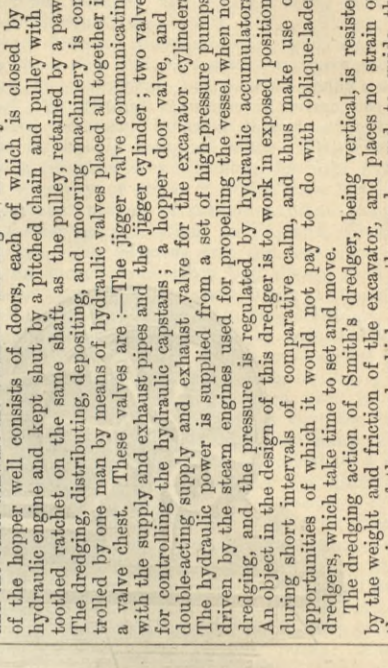 of the hopper well consists of doors, each of which is closed by
hydraulic engine and kept shut by a pitched chain and pulley with
toothed ratchet on the same shaft as the pulley, retained by a paw
The dredging, distributing, depositing, and mooring machinery is con
trolled by one man by means of hydraulic valves placed all together i
a valve chest. These valves are :—The jigger valve communicatin
with the supply and exhaust pipes and the jigger cylinder; two valve
for controlling the hydraulic capstans; a hopper door valve, and
double-acting supply and exhaust valve for the excavator cylinders
The hydraulic power is supplied from a set of high-pressure pumps
driven by the steam engines used for propelling the vessel when no
dredging, and the pressure is regulated by hydraulic accumulators
An object in the design of this dredger is to work in exposed position
during short intervals of comparative calm, and thus make use o
opportunities of which it would not pay to do with oblique-ladde
dredgers, which take time to set and move.
The dredging action of Smith's dredger, being vertical, is resiste
by the weight and friction of the excavator, and places no strain o